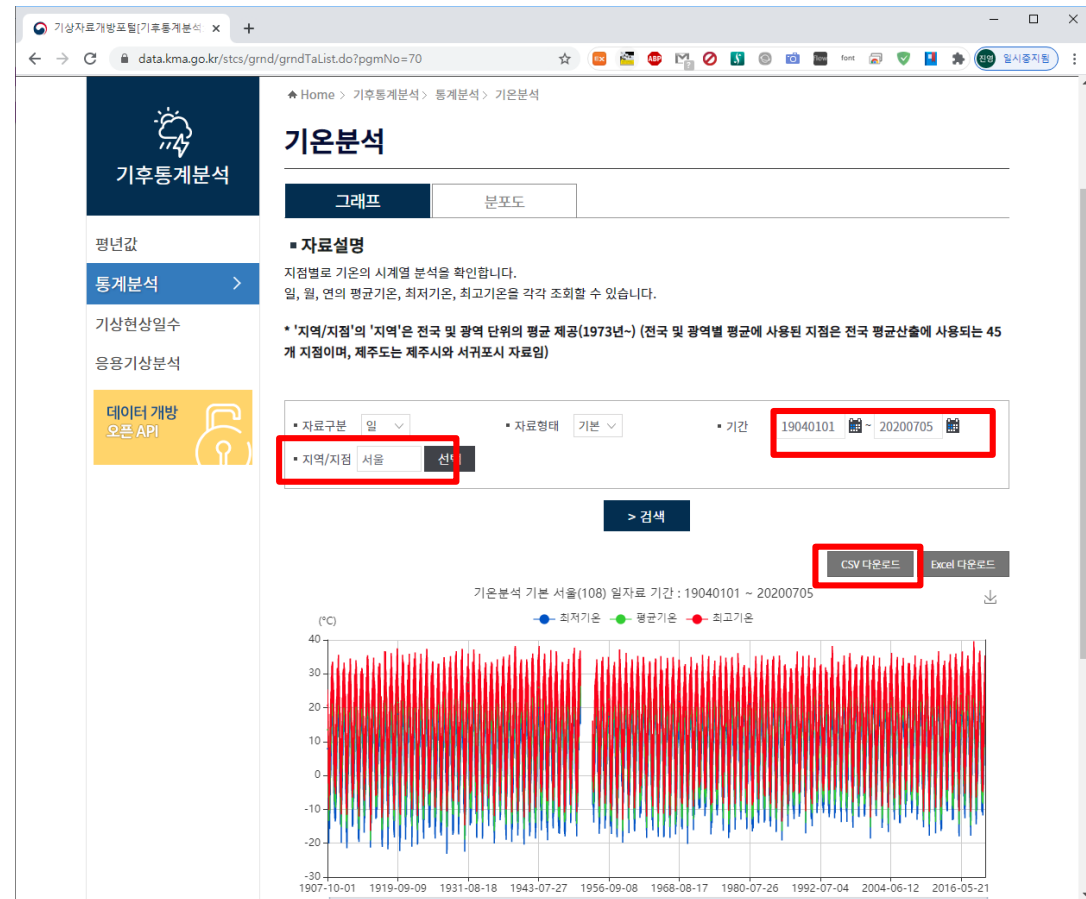 기상자료개방포털[기후통계분석
data.kma.go.kr/stcs/grnd/grndTaList.do?pgmNo=70
EX
ABP
?
S
flow
font
진영
일시중지됨
Home > 기후통계분석 > 통계분석 > 기온분석
기후통계분석
기온분석
그래프
분포도
평년값
통계분석
기상현상일수
응용기상분석
데이터 개방
오픈 API
자료설명
지점별로 기온의 시계열 분석을 확인합니다.
일, 월, 연의 평균기온, 최저기온, 최고기온을 각각 조회할 수 있습니다.
* '지역/지점'의 '지역'은 전국 및 광역 단위의 평균 제공(1973년~) (전국 및 광역별 평균에 사용된 지점은 전국 평균산출에 사용되는 45
개 지점이며, 제주도는 제주시와 서귀포시 자료임)
자료구분 일 자료형태 기본 기간 19040101 ~ 20200705
지역/지점 서울 선택
> 검색
CSV 다운로드 Excel 다운로드
기온분석 기본 서울(108) 일자료 기간 : 19040101 ~ 20200705
(°C)
최저기온 평균기온 최고기온
40
30
20
10
0
-10
-20
-30
1907-10-01 1919-09-09 1931-08-18 1943-07-27 1956-09-08 1968-08-17 1980-07-26 1992-07-04 2004-06-12 2016-05-21